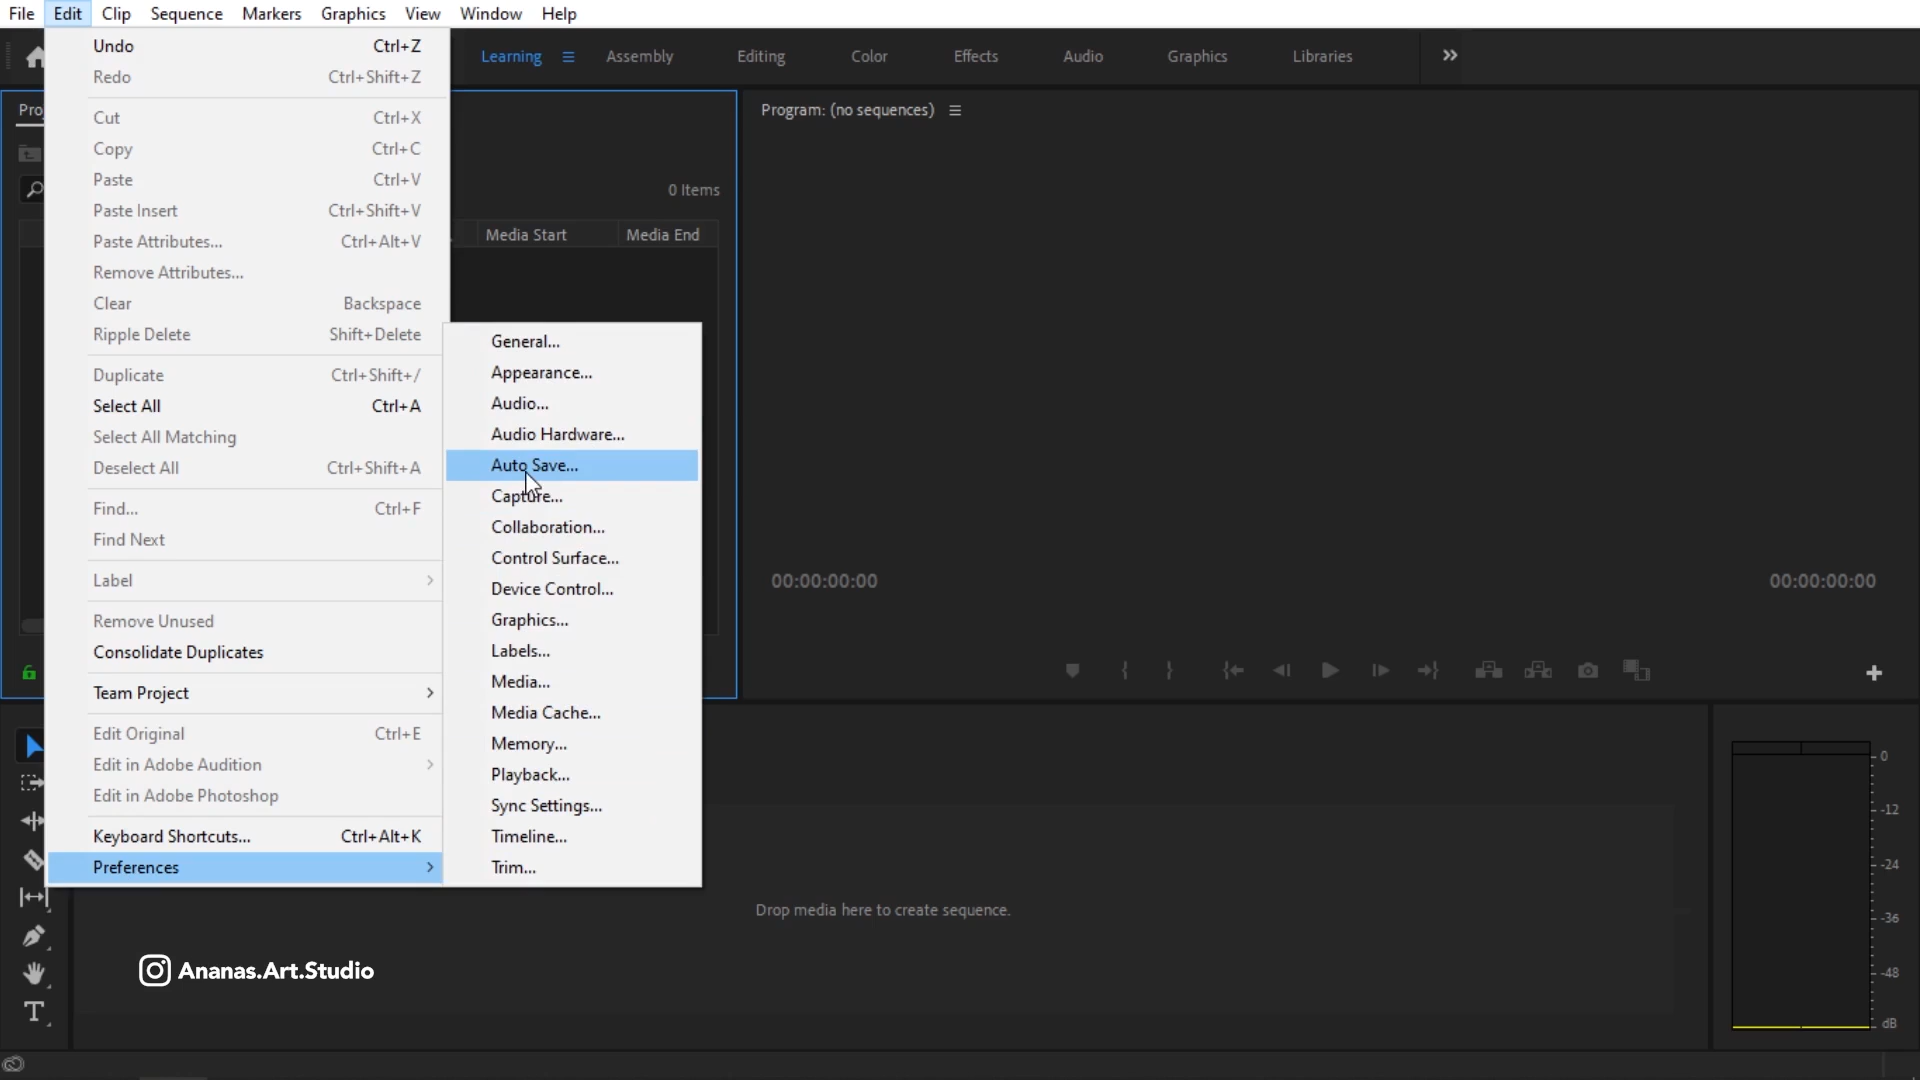 File Edit Clip Sequence Markers Graphics View Window Help
Learning Assembly Editing Color Effects Audio Graphics Libraries
Undo Ctrl+Z
Redo Ctrl+Shift+Z
Cut Ctrl+X
Copy Ctrl+C
Paste Ctrl+V
Paste Insert Ctrl+Shift+V
Paste Attributes... Ctrl+Alt+V
Remove Attributes...
Clear Backspace
Ripple Delete Shift+Delete
Duplicate Ctrl+Shift+/
Select All Ctrl+A
Select All Matching
Deselect All Ctrl+Shift+A
Find... Ctrl+F
Find Next
Label
Remove Unused
Consolidate Duplicates
Team Project
Edit Original Ctrl+E
Edit in Adobe Audition
Edit in Adobe Photoshop
Keyboard Shortcuts... Ctrl+Alt+K
Preferences
General...
Appearance...
Audio...
Audio Hardware...
Auto Save...
Capture...
Collaboration...
Control Surface...
Device Control...
Graphics...
Labels...
Media...
Media Cache...
Memory...
Playback...
Sync Settings...
Timeline...
Trim...
0 Items
Media Start Media End
Program: (no sequences)
00:00:00:00 00:00:00:00
Drop media here to create sequence.
0
-12
-24
-36
-48
dB
Ananas.Art.Studio